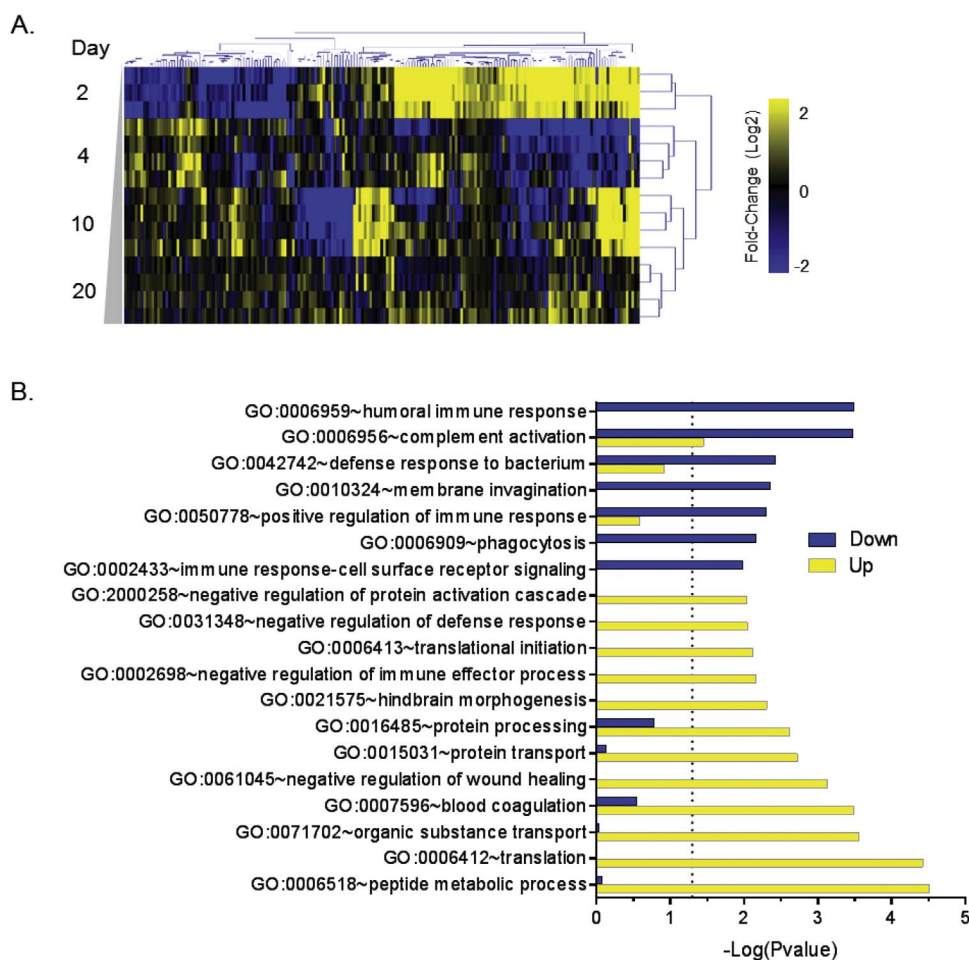 A.
Day
2
4
10
20
Fold-Change (Log2)
2
0
-2
B.
GO:0006959~humoral immune response
GO:0006956~complement activation
GO:0042742~defense response to bacterium
GO:0010324~membrane invagination
GO:0050778~positive regulation of immune response
GO:0006909~phagocytosis
GO:0002433~immune response-cell surface receptor signaling
GO:2000258~negative regulation of protein activation cascade
GO:0031348~negative regulation of defense response
GO:0006413~translational initiation
GO:0002698~negative regulation of immune effector process
GO:0021575~hindbrain morphogenesis
GO:0016485~protein processing
GO:0015031~protein transport
GO:0061045~negative regulation of wound healing
GO:0007596~blood coagulation
GO:0071702~organic substance transport
GO:0006412~translation
GO:0006518~peptide metabolic process
Down
Up
0 1 2 3 4 5
-Log(Pvalue)